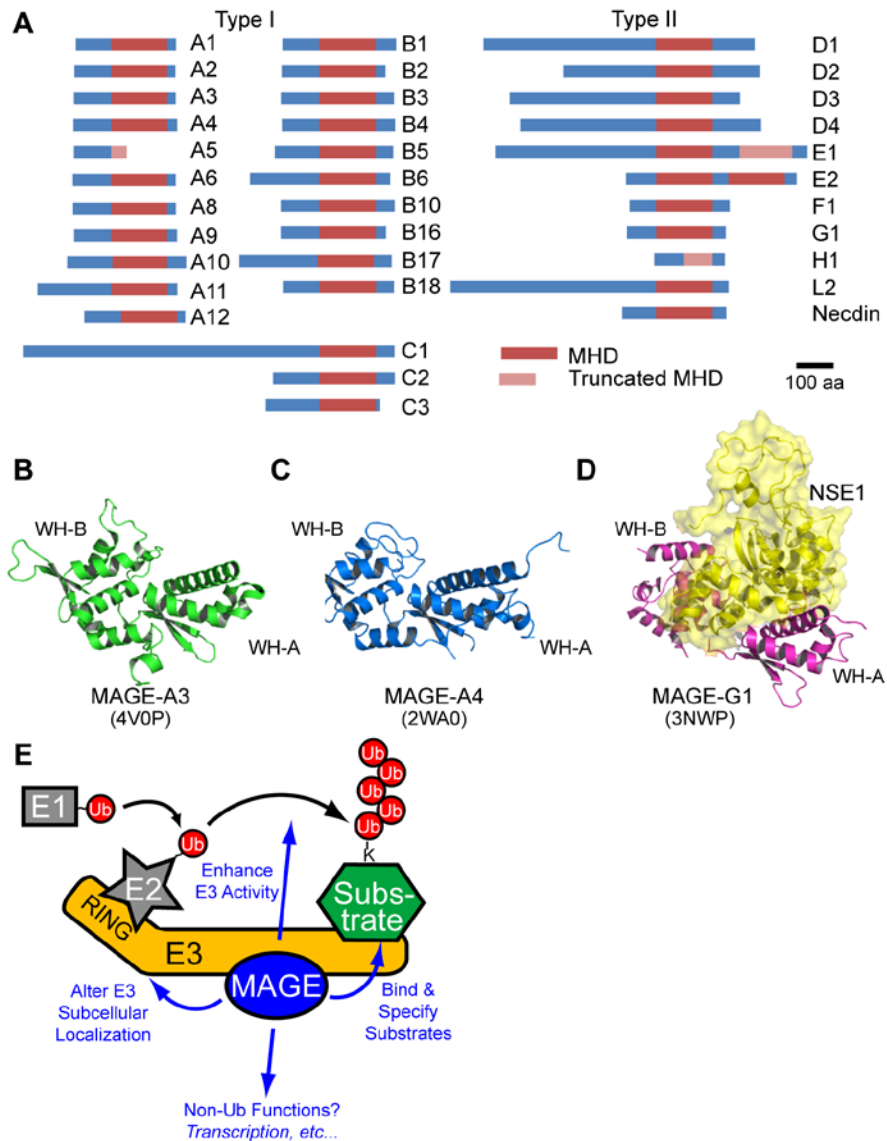 A
Type I
Type II
A1
A2
A3
A4
A5
A6
A8
A9
A10
A11
A12
B1
B2
B3
B4
B5
B6
B10
B16
B17
B18
C1
C2
C3
D1
D2
D3
D4
E1
E2
F1
G1
H1
L2
Necdin
MHD
Truncated MHD
100 aa
B
WH-B
WH-A
MAGE-A3
(4V0P)
C
WH-B
WH-A
MAGE-A4
(2WA0)
D
NSE1
WH-B
WH-A
MAGE-G1
(3NWP)
E
E1
Ub
Ub
E2
RING
E3
Enhance
E3 Activity
Ub
Ub
Ub
Ub
Ub
K
Subs-
trate
MAGE
Alter E3
Subcellular
Localization
Bind &
Specify
Substrates
Non-Ub Functions?
Transcription, etc...